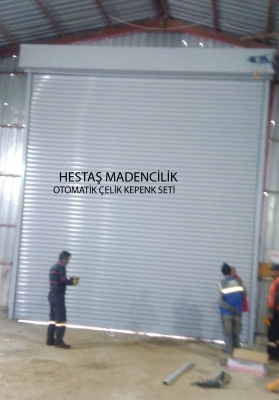 HESTAŞ MADENCİLİK
OTOMATİK ÇELİK KEPENK SETİ